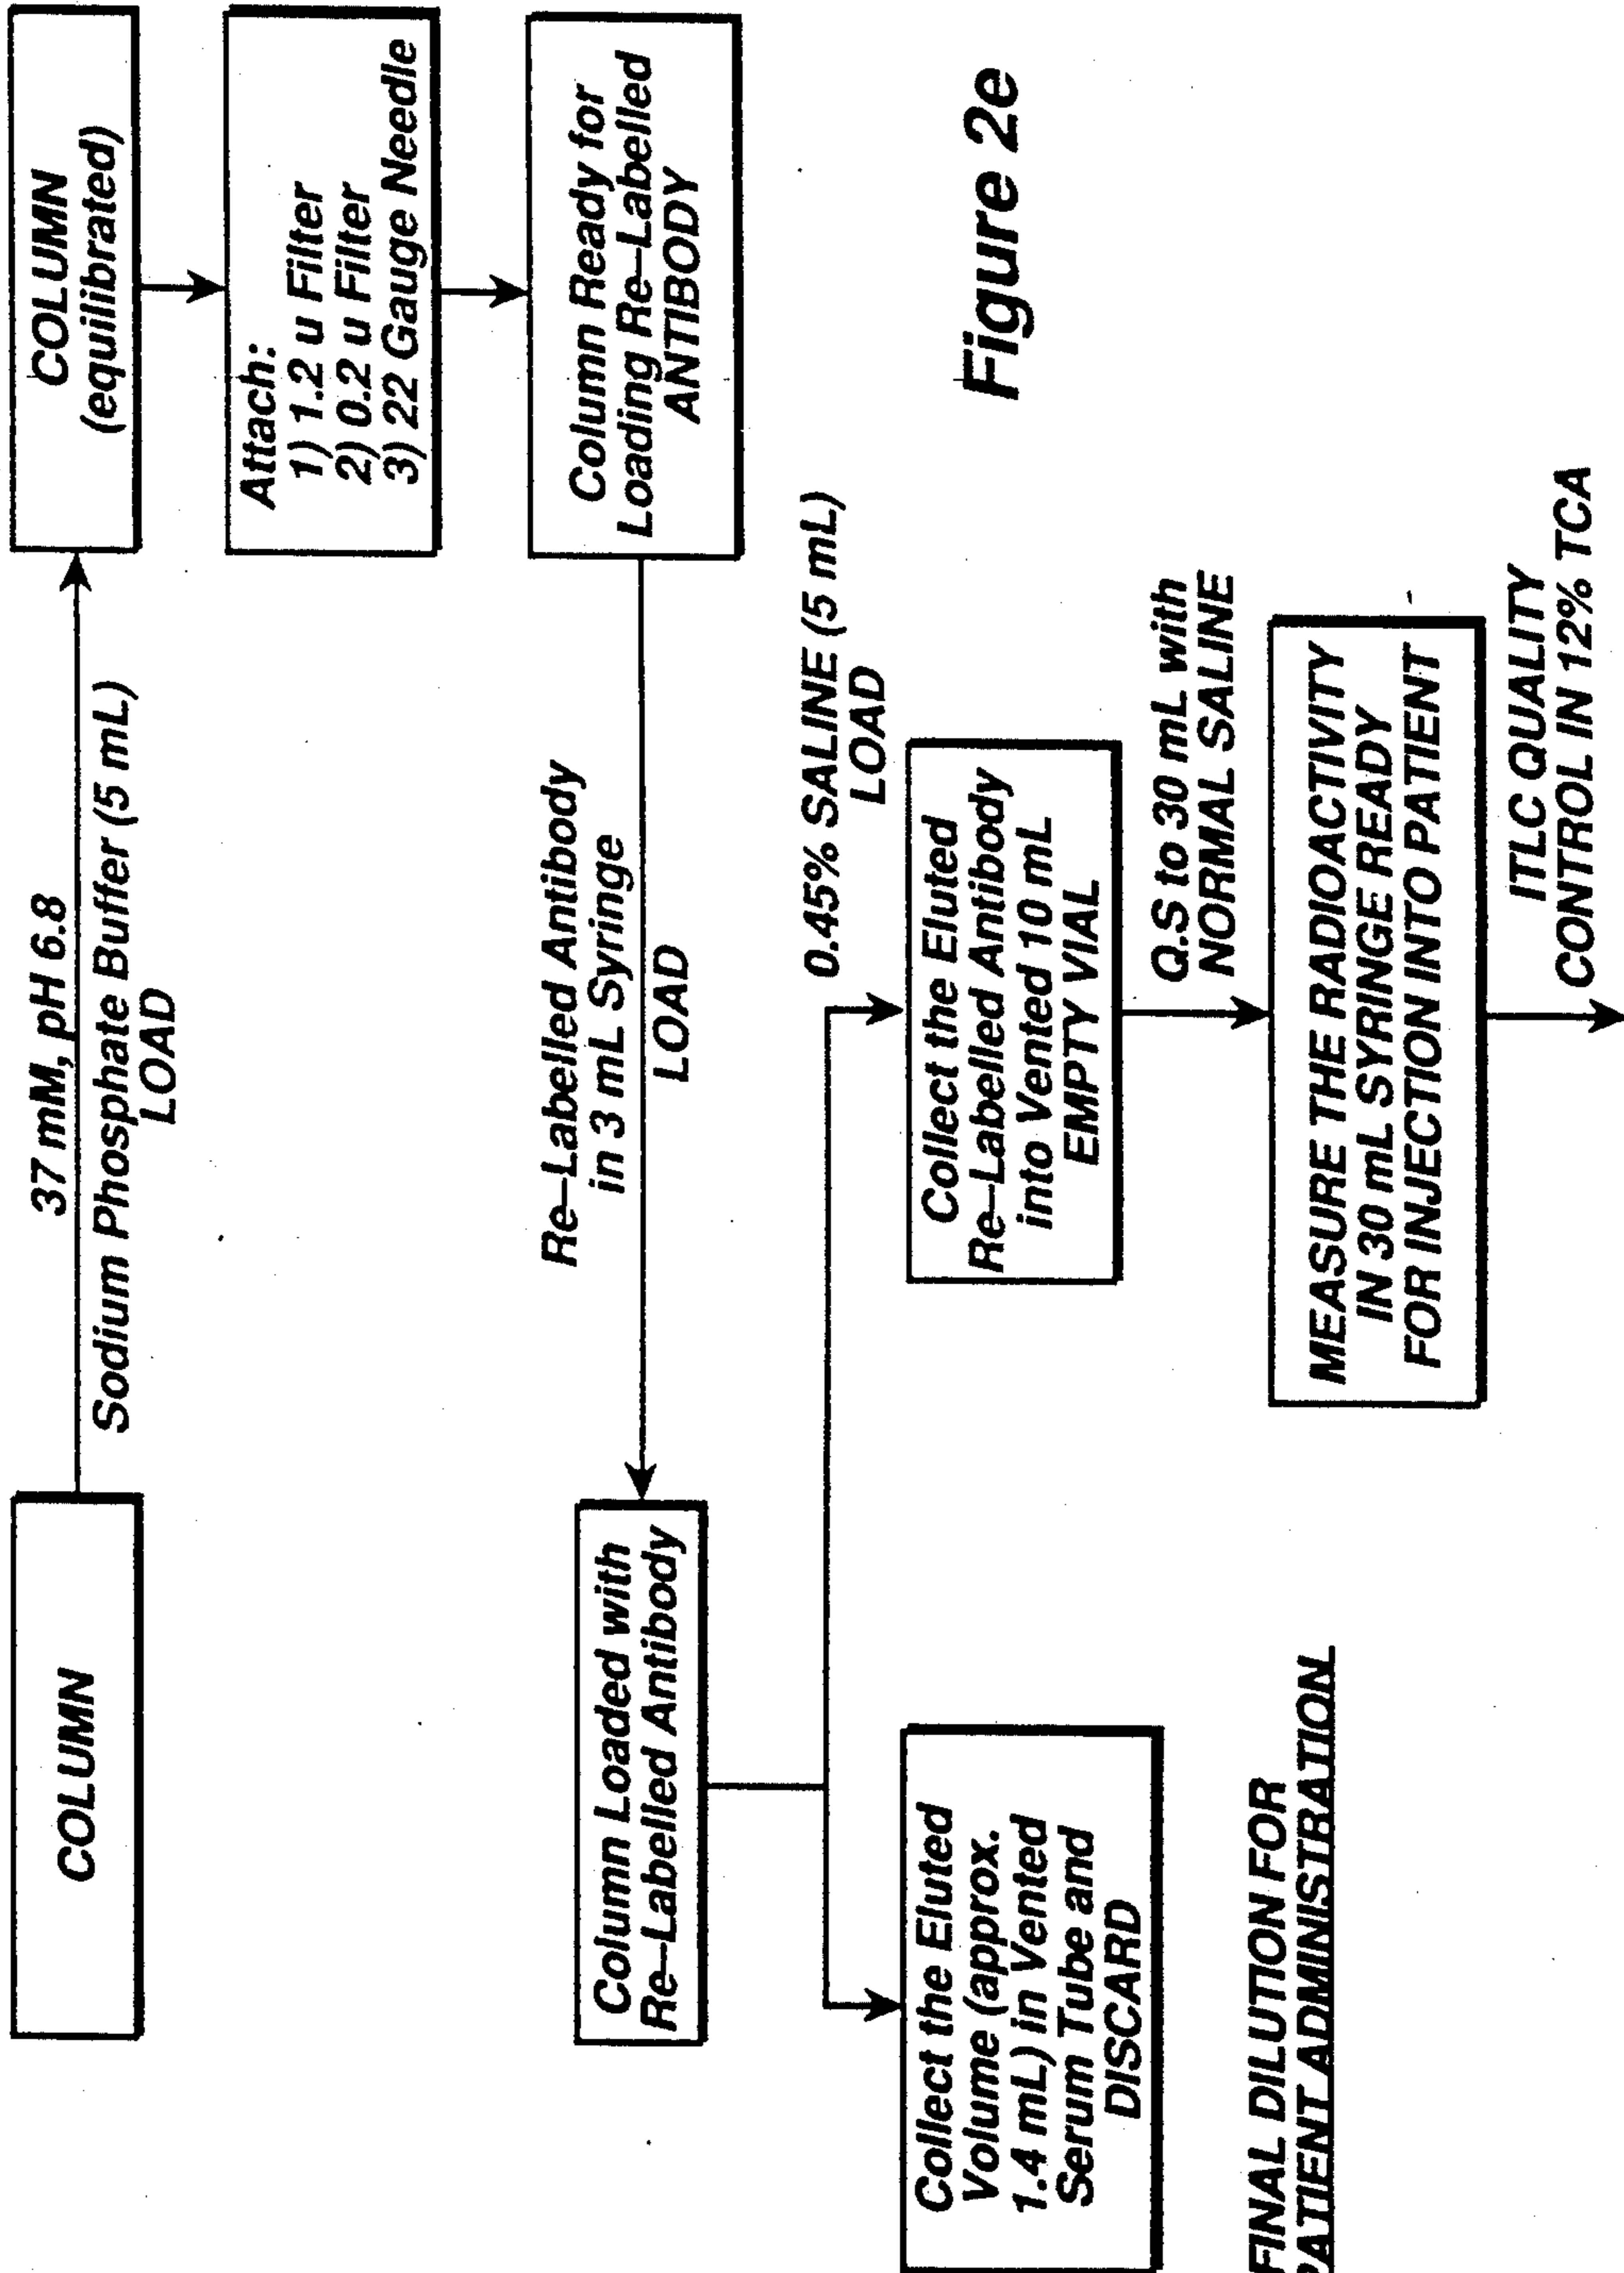 COLUMN
37 mM, pH 6.8
Sodium Phosphate Buffer (5 mL)
LOAD
COLUMN
(equilibrated)
Attach:
1) 1.2 u Filter
2) 0.2 u Filter
3) 22 Gauge Needle
Column Ready for
Loading Re-Labelled
ANTIBODY
Re-Labelled Antibody
in 3 mL Syringe
LOAD
Column Loaded with
Re-Labelled Antibody
0.45% SALINE (5 mL)
LOAD
Collect the Eluted
Volume (approx.
1.4 mL) in Vented
Serum Tube and
DISCARD
Collect the Eluted
Re-Labelled Antibody
into Vented 10 mL
EMPTY VIAL
Q.S to 30 mL with
NORMAL SALINE
FINAL DILUTION FOR
PATIENT ADMINISTRATION
MEASURE THE RADIOACTIVITY
IN 30 mL SYRINGE READY
FOR INJECTION INTO PATIENT
ITLC QUALITY
CONTROL IN 12% TCA
Figure 2e